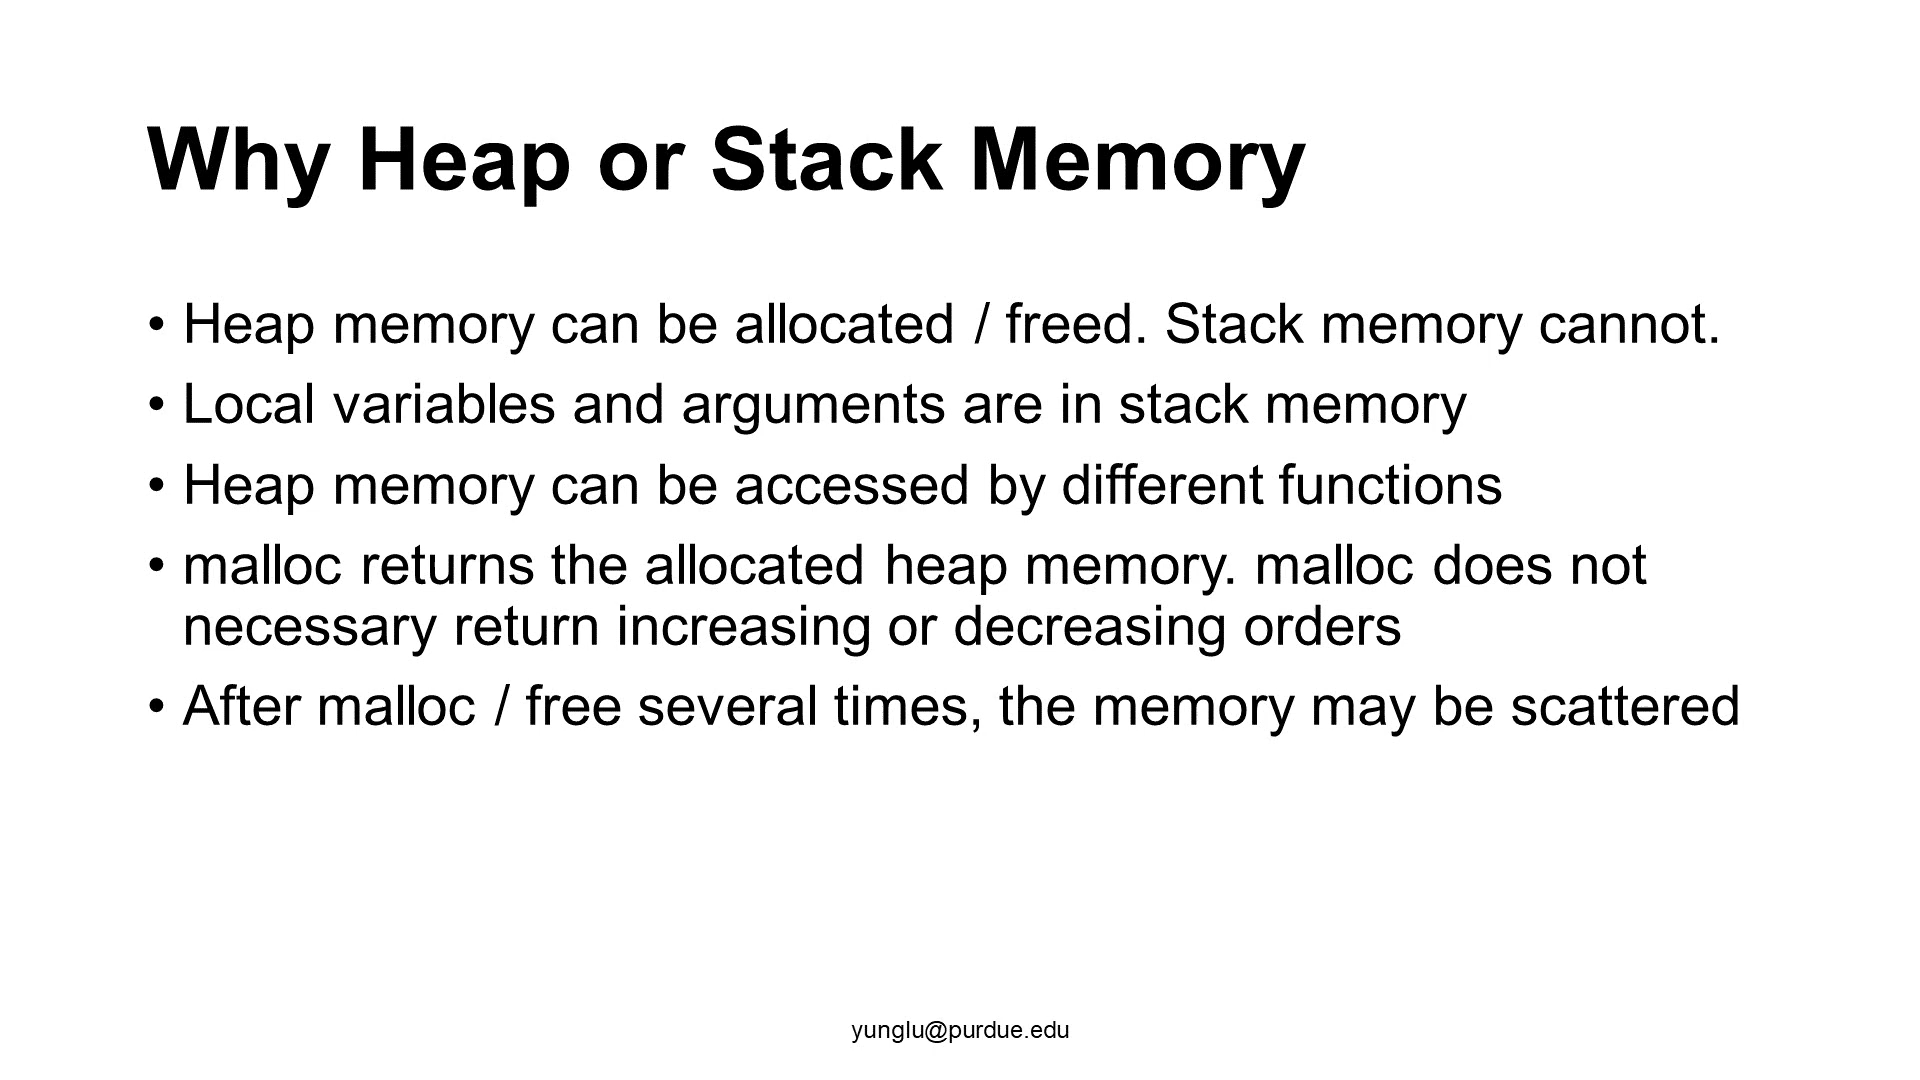 Why Heap or Stack Memory
• Heap memory can be allocated / freed. Stack memory cannot.
• Local variables and arguments are in stack memory
• Heap memory can be accessed by different functions
• malloc returns the allocated heap memory. malloc does not
necessary return increasing or decreasing orders
• After malloc / free several times, the memory may be scattered
yunglu@purdue.edu